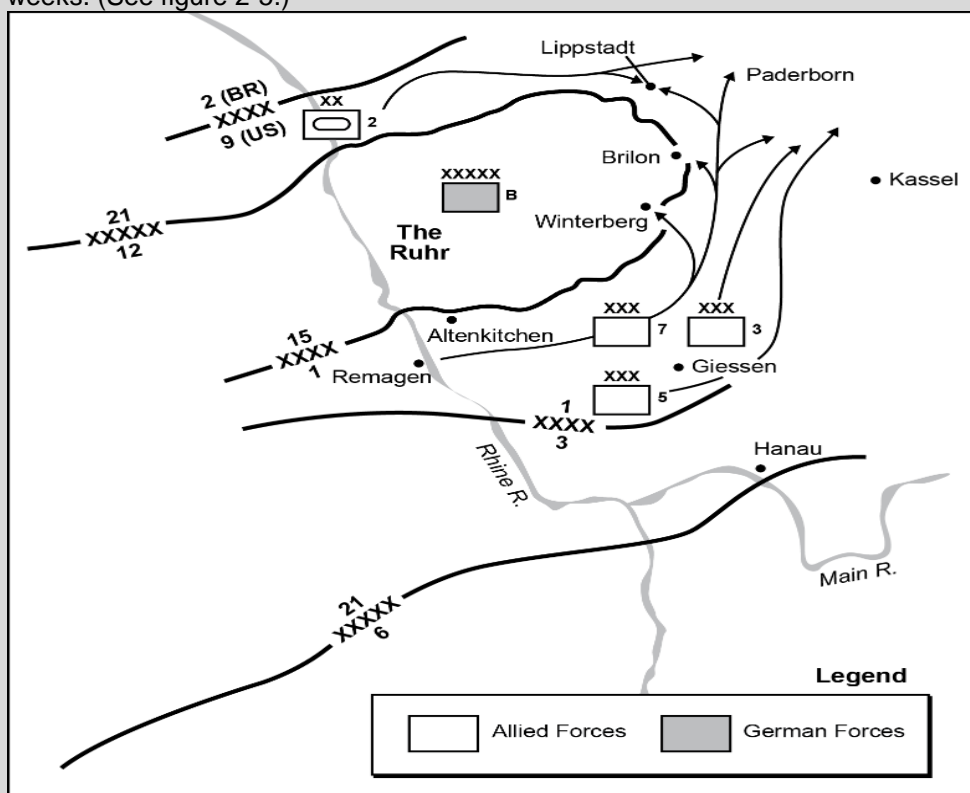 weeks. (See figure 2-3.)
Lippstadt
Paderborn
2 (BR)
XXXX
9 (US)
XX
2
Brilon
Kassel
XXXXX
B
Winterberg
The
Ruhr
21
XXXXX
12
XXX
7
XXX
3
15
XXXX
1
Altenkitchen
Remagen
Giessen
XXX
5
1
XXXX
3
Hanau
Rhine R.
Main R.
21
XXXXX
6
Legend
Allied Forces
German Forces